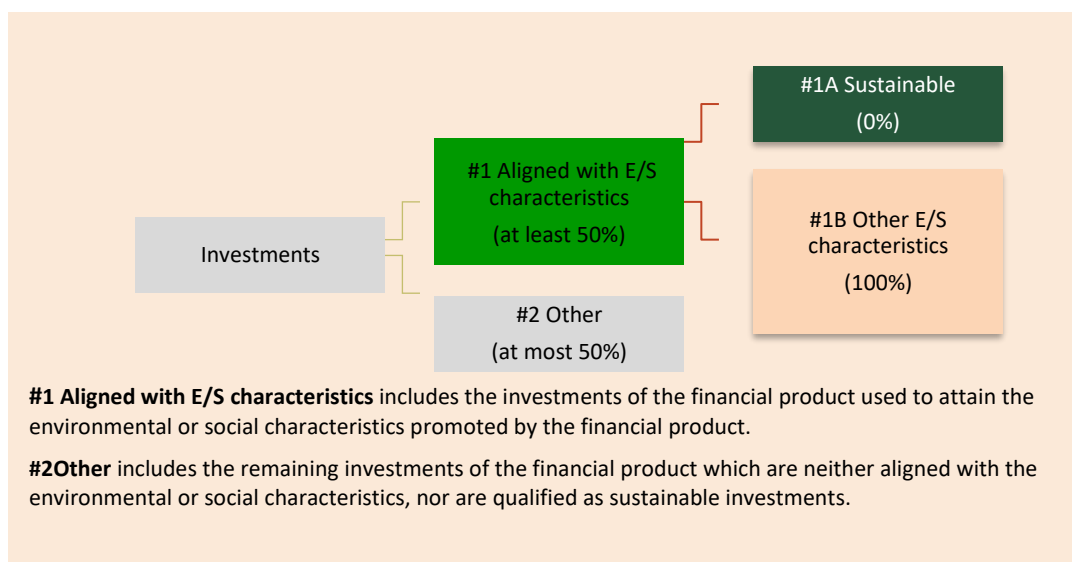 #1A Sustainable
(0%)
#1 Aligned with E/S
characteristics
(at least 50%)
#1B Other E/S
characteristics
(100%)
Investments
#2 Other
(at most 50%)
#1 Aligned with E/S characteristics includes the investments of the financial product used to attain the
environmental or social characteristics promoted by the financial product.
#2Other includes the remaining investments of the financial product which are neither aligned with the
environmental or social characteristics, nor are qualified as sustainable investments.